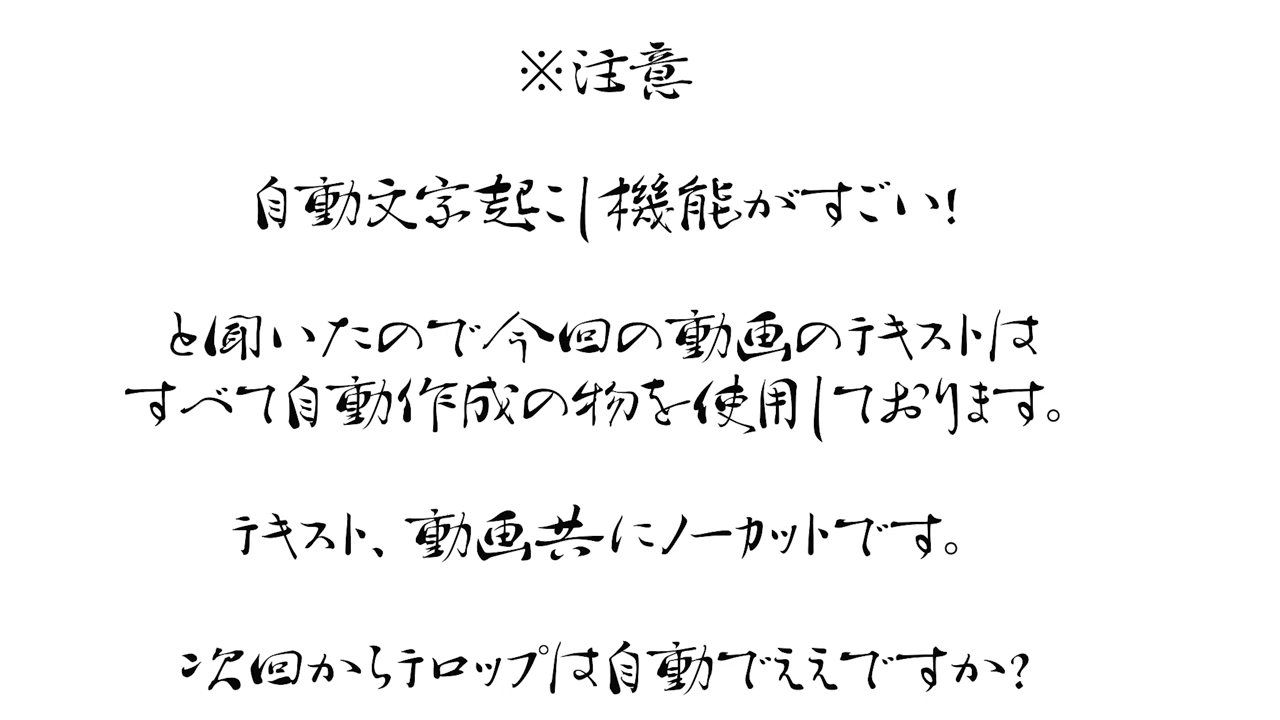 ※注意
自動文字起こし機能がすごい!
と聞いたので今回の動画のテキストは
すべて自動作成の物を使用しております。
テキスト、動画共にノーカットです。
次回からテロップは自動でええですか?